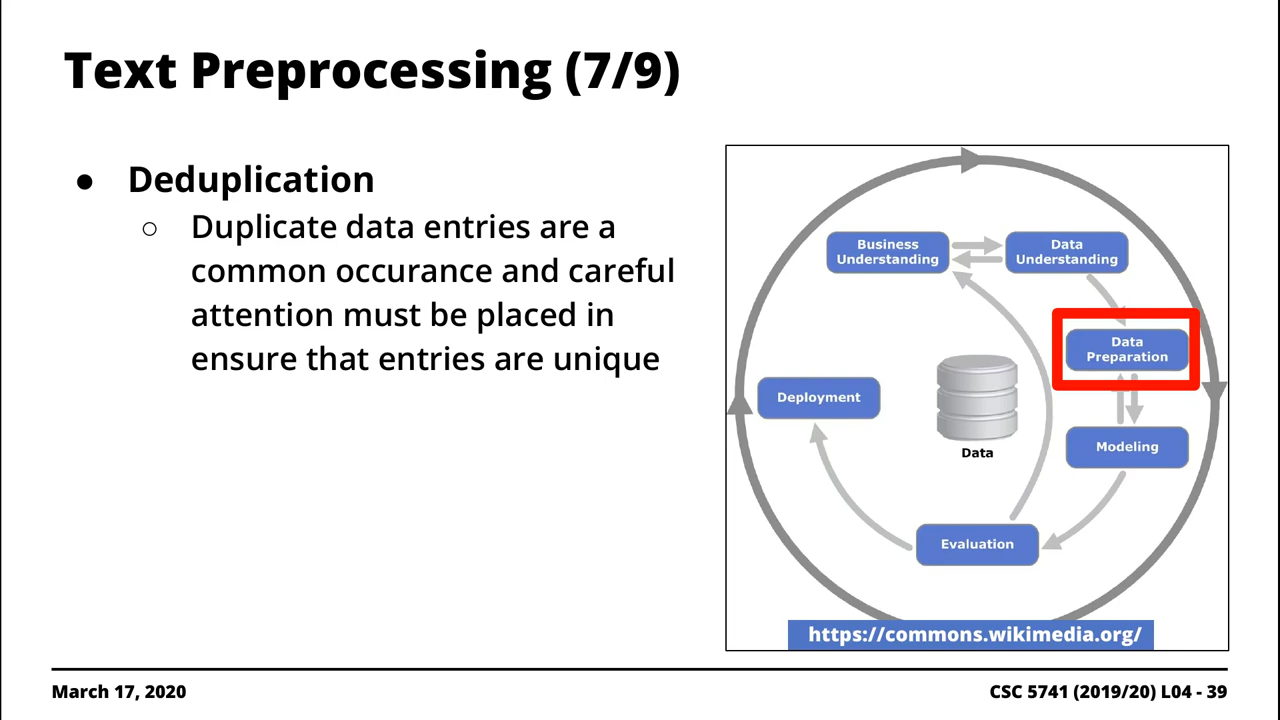 Text Preprocessing (7/9)
● Deduplication
○ Duplicate data entries are a
common occurance and careful
attention must be placed in
ensure that entries are unique
Business
Understanding
Data
Understanding
Data
Preparation
Deployment
Data
Modeling
Evaluation
https://commons.wikimedia.org/
March 17, 2020
CSC 5741 (2019/20) L04 - 39